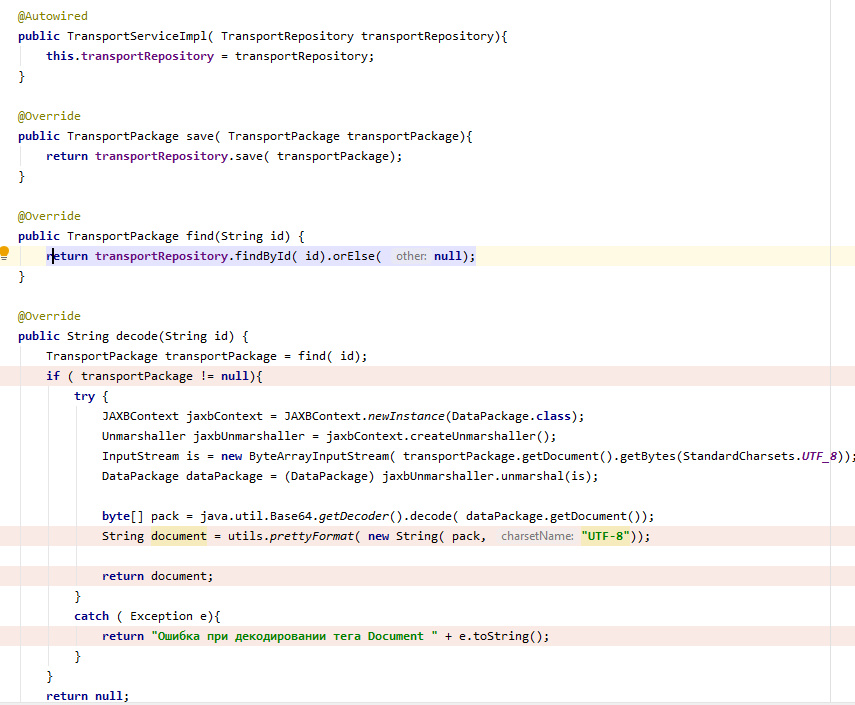 @Autowired
public TransportServiceImpl( TransportRepository transportRepository){
this.transportRepository = transportRepository;
}
@Override
public TransportPackage save( TransportPackage transportPackage){
return transportRepository.save( transportPackage);
}
@Override
public TransportPackage find(String id) {
return transportRepository.findById( id).orElse( other: null);
}
@Override
public String decode(String id) {
TransportPackage transportPackage = find( id);
if ( transportPackage != null){
try {
JAXBContext jaxbContext = JAXBContext.newInstance(DataPackage.class);
Unmarshaller jaxbUnmarshaller = jaxbContext.createUnmarshaller();
InputStream is = new ByteArrayInputStream( transportPackage.getDocument().getBytes(StandardCharsets.UTF_8));
DataPackage dataPackage = (DataPackage) jaxbUnmarshaller.unmarshal(is);
byte[] pack = java.util.Base64.getDecoder().decode( dataPackage.getDocument());
String document = utils.prettyFormat( new String( pack, charsetName: "UTF-8"));
return document;
}
catch ( Exception e){
return "Ошибка при декодировании тега Document " + e.toString();
}
}
return null;